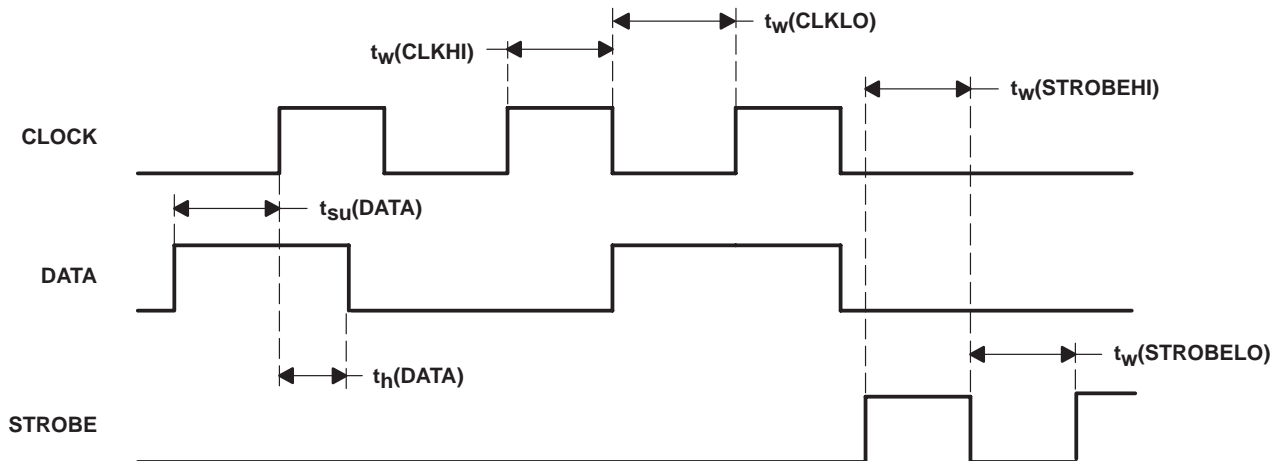 tw(CLKLO)
tw(CLKHI)
tw(STROBEHI)
CLOCK
tsu(DATA)
DATA
tw(STROBELO)
th(DATA)
STROBE